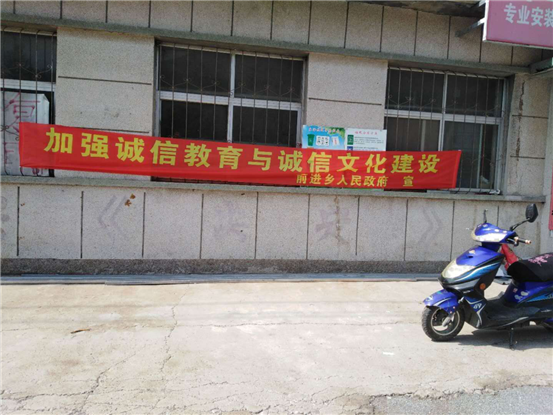 专业安装
加强诚信教育与诚信文化建设
前进乡人民政府 宣